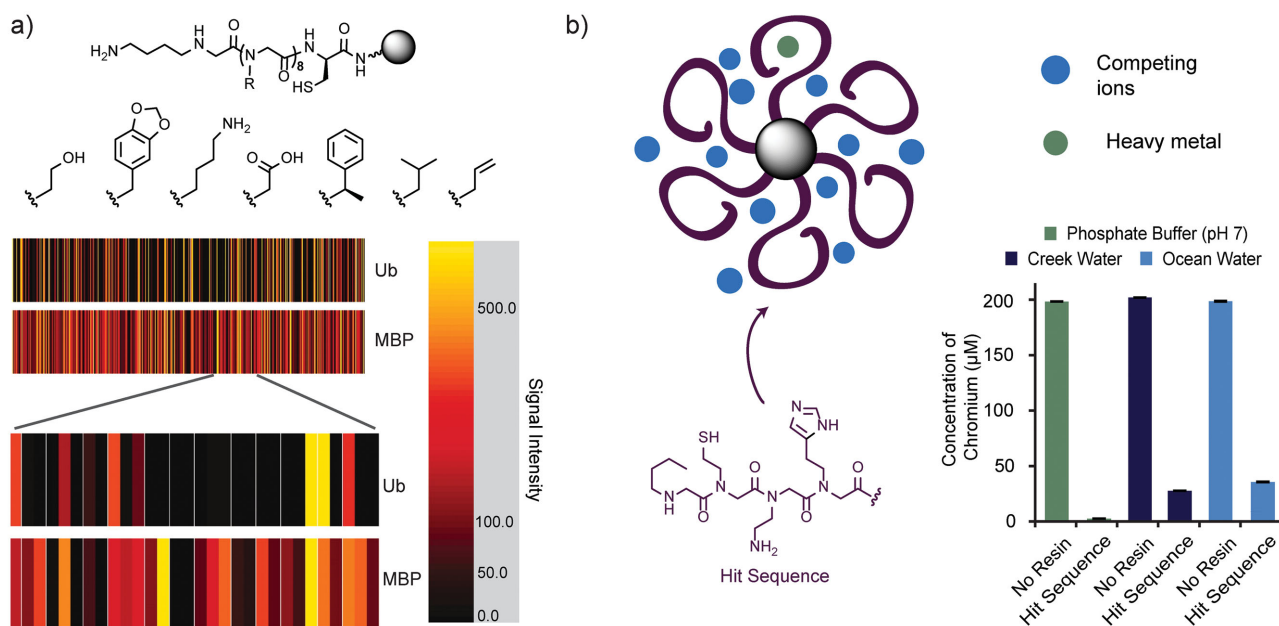 a)
H2N
H
N
O
N
R
O
8
H
N
HS
O
NH
OH
O
O
NH2
O
OH
Ub
MBP
Ub
MBP
500.0
100.0
50.0
0.0
Signal Intensity
b)
Competing
ions
Heavy metal
N
NH
SH
N
H
O
N
O
N
NH2
O
N
O
Hit Sequence
Phosphate Buffer (pH 7)
Creek Water
Ocean Water
Concentration of
Chromium (µM)
200
150
100
50
0
No Resin
Hit Sequence
No Resin
Hit Sequence
No Resin
Hit Sequence